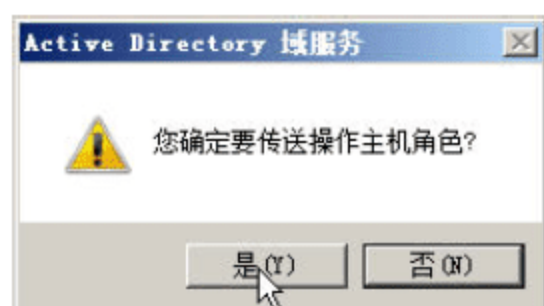 Active Directory 域服务
您确定要传送操作主机角色?
是(Y)
否(N)